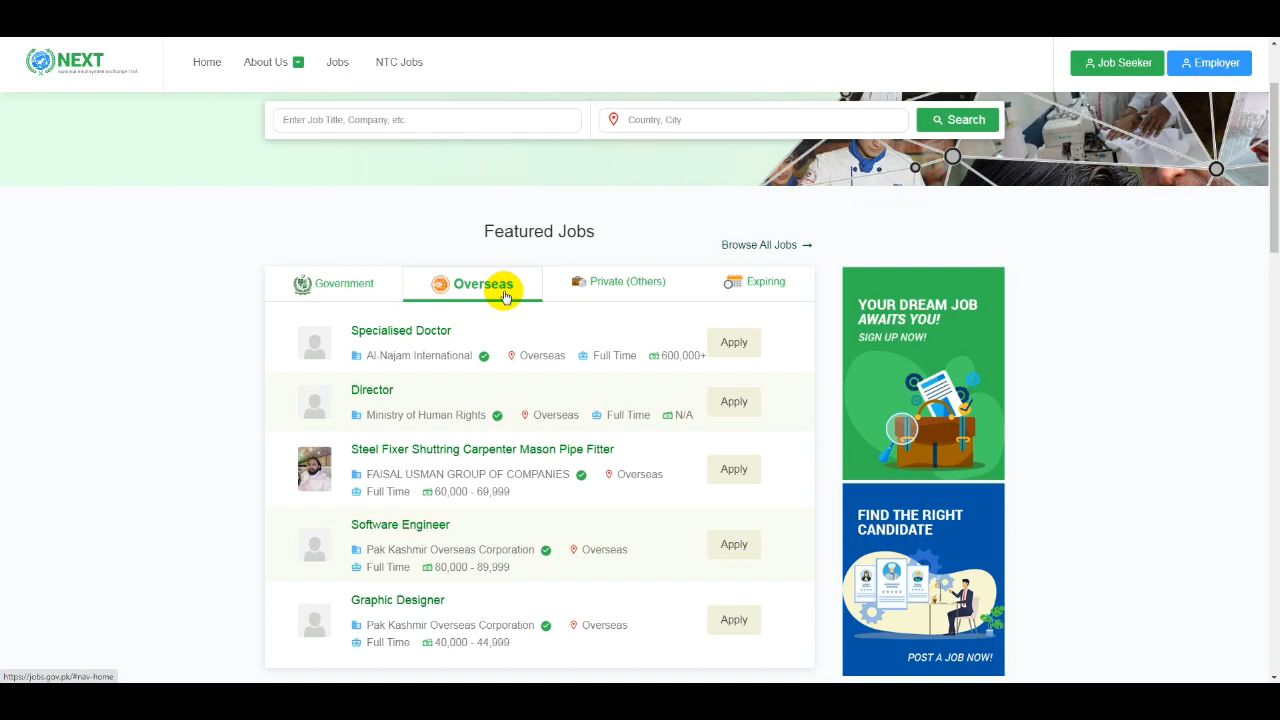 NEXT
National Employment Exchange Tool
Home
About Us
Jobs
NTC Jobs
Job Seeker
Employer
Enter Job Title, Company, etc.
Country, City
Search
Featured Jobs
Browse All Jobs →
Government
Overseas
Private (Others)
Expiring
Specialised Doctor
Al-Najam International Overseas Full Time 600,000+
Apply
Director
Ministry of Human Rights Overseas Full Time N/A
Apply
Steel Fixer Shuttring Carpenter Mason Pipe Fitter
FAISAL USMAN GROUP OF COMPANIES Overseas
Full Time 60,000 - 69,999
Apply
Software Engineer
Pak Kashmir Overseas Corporation Overseas
Full Time 80,000 - 89,999
Apply
Graphic Designer
Pak Kashmir Overseas Corporation Overseas
Full Time 40,000 - 44,999
Apply
YOUR DREAM JOB
AWAITS YOU!
SIGN UP NOW!
FIND THE RIGHT
CANDIDATE
POST A JOB NOW!
https://jobs.gov.pk/#nav-home